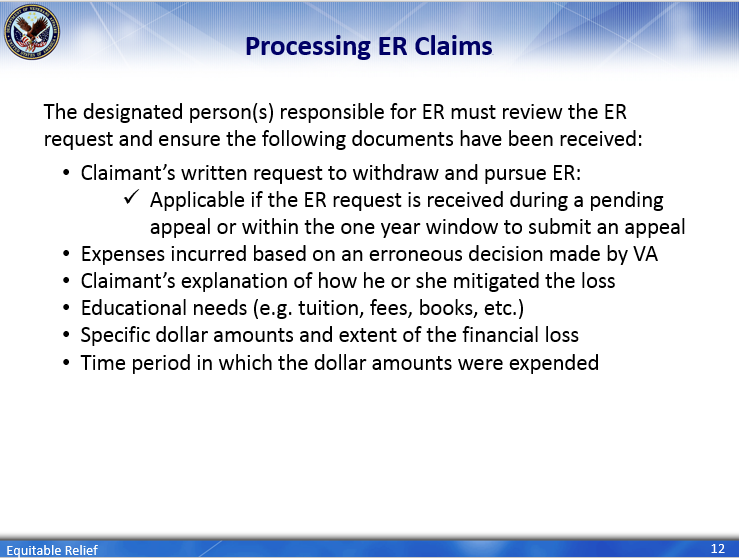 Processing ER Claims
The designated person(s) responsible for ER must review the ER
request and ensure the following documents have been received:
• Claimant’s written request to withdraw and pursue ER:
✓ Applicable if the ER request is received during a pending
appeal or within the one year window to submit an appeal
• Expenses incurred based on an erroneous decision made by VA
• Claimant’s explanation of how he or she mitigated the loss
• Educational needs (e.g. tuition, fees, books, etc.)
• Specific dollar amounts and extent of the financial loss
• Time period in which the dollar amounts were expended
Equitable Relief
12